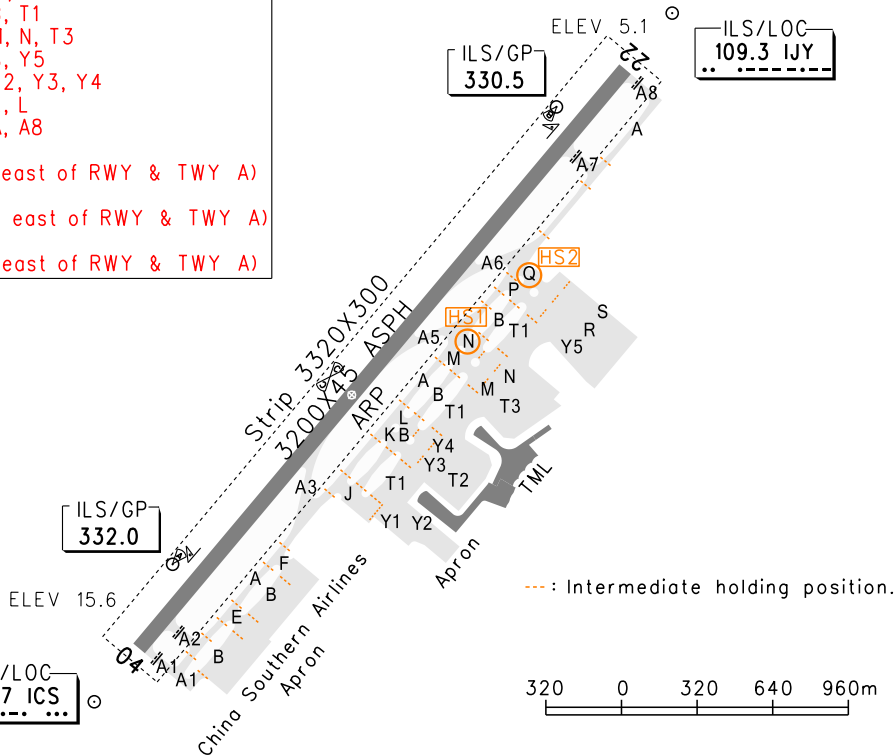 , T1
, N, T3
, Y5
2, Y3, Y4
, L
, A8
east of RWY & TWY A)
east of RWY & TWY A)
east of RWY & TWY A)
ELEV 5.1
ILS/LOC
109.3 IJY
ILS/GP
330.5
22
A8
A
A7
A6
HS2
Q
P
S
HS1
B
T1
R
A5
N
Y5
M
Strip 3320X300
3200X45 ASPH
ARP
A
N
B
M
T1
T3
L
K B
Y4
Y3
T2
TML
A3
J
T1
Y1
Y2
ILS/GP
332.0
Apron
F
A
B
---: Intermediate holding position.
ELEV 15.6
E
A2
04
A1
B
A1
/LOC
7 ICS
China Southern Airlines
Apron
320 0 320 640 960m